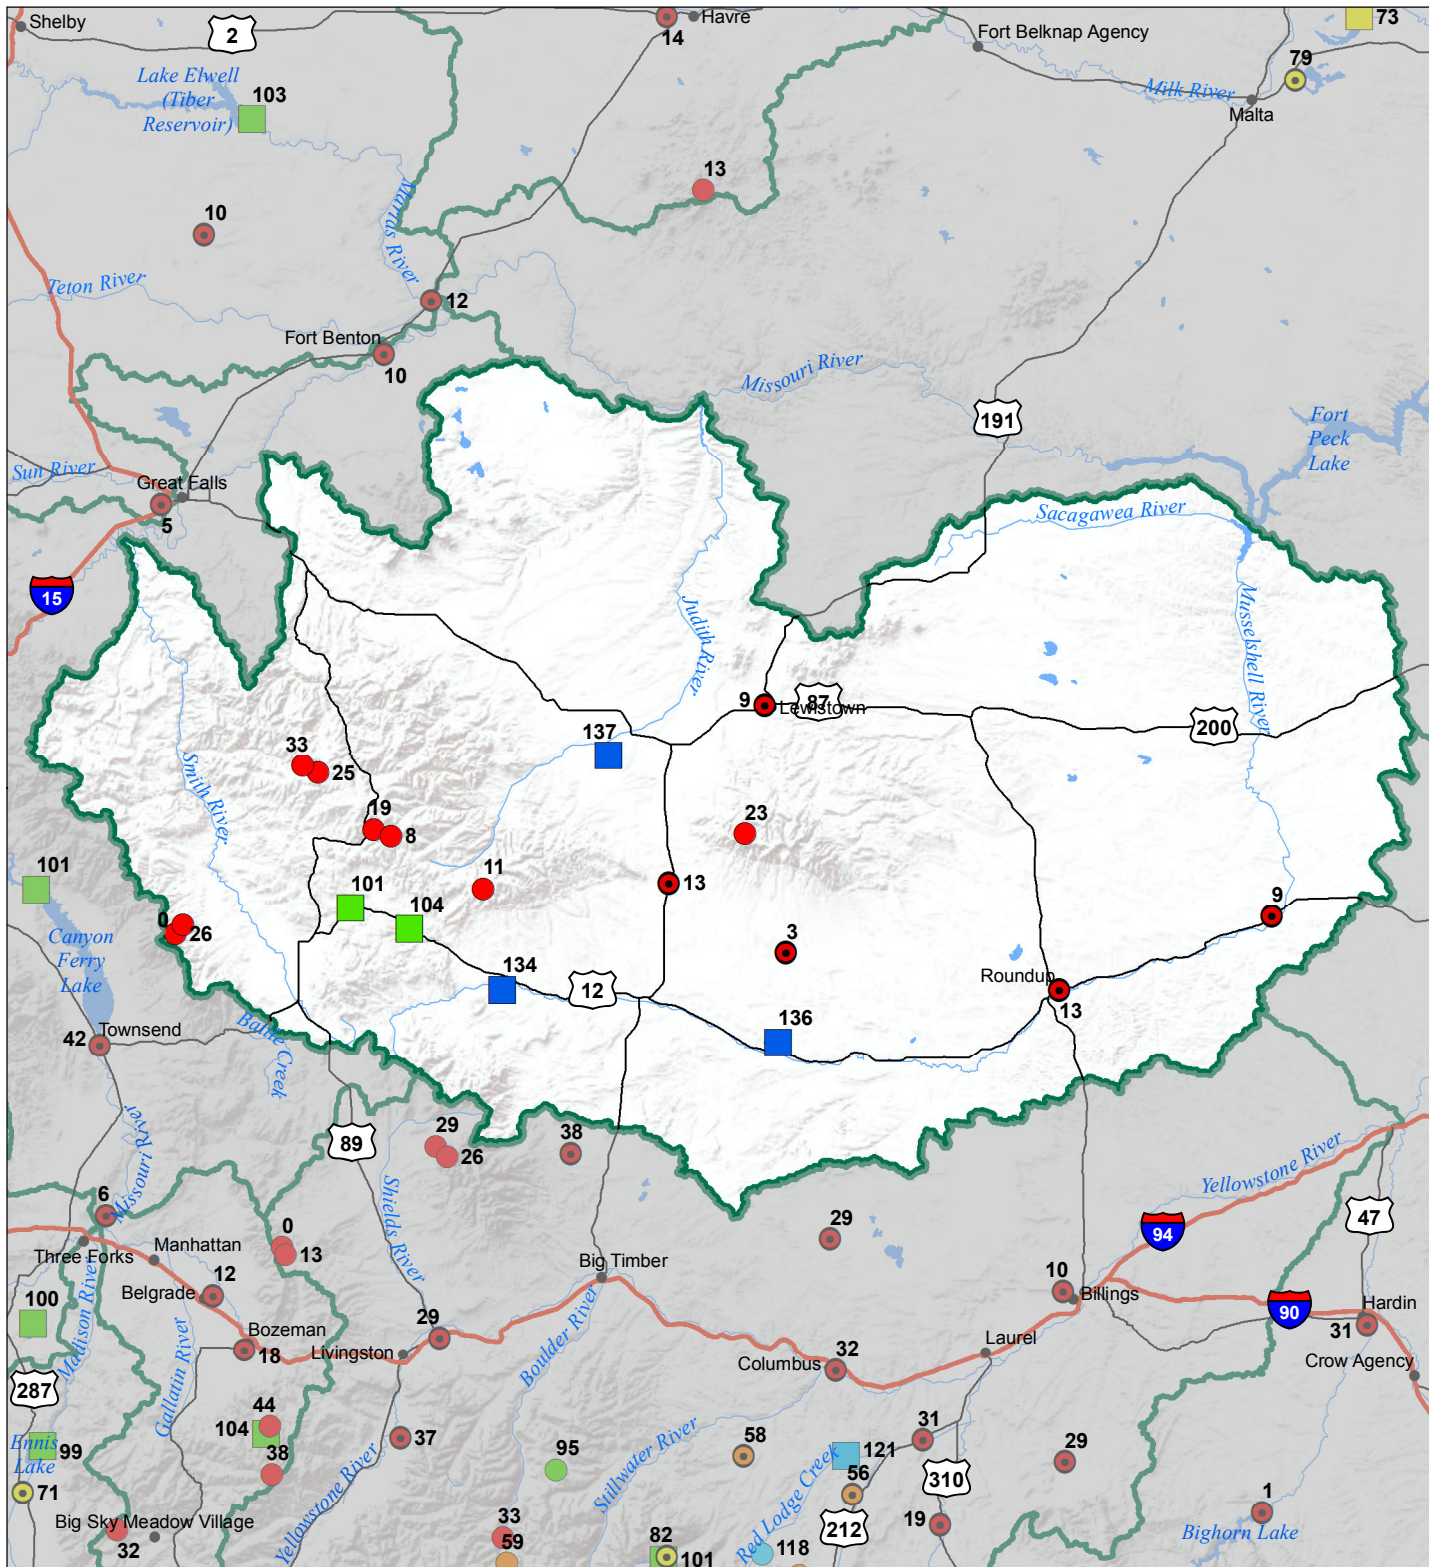 Shelby
2
14
Havre
Fort Belknap Agency
73
79
Lake Elwell
(Tiber
Reservoir)
103
Milk River
Malta
13
10
Marias River
Teton River
12
Fort Benton
10
Missouri River
191
Fort
Peck
Lake
Sun River
Great Falls
5
Sacagawea River
15
Judith River
Musselshell River
9
87
Lewistown
200
137
Smith River
33
25
19
8
23
11
13
101
101
104
0
26
9
Canyon
Ferry
Lake
3
134
12
Roundup
13
Battle Creek
Townsend
42
136
Missouri River
89
29
26
38
Yellowstone River
Shields River
6
0
13
29
94
47
Three Forks
Manhattan
Big Timber
12
Belgrade
10
Billings
90
Hardin
31
100
Madison River
Bozeman
18
Gallatin River
29
Livingston
Boulder River
Columbus
32
Laurel
Crow Agency
287
44
104
38
37
95
Stillwater River
58
121
31
29
Ennis
Lake
99
71
Yellowstone River
Red Lodge Creek
56
310
1
Big Sky
Meadow Village
32
33
59
82
101
118
212
19
Bighorn Lake